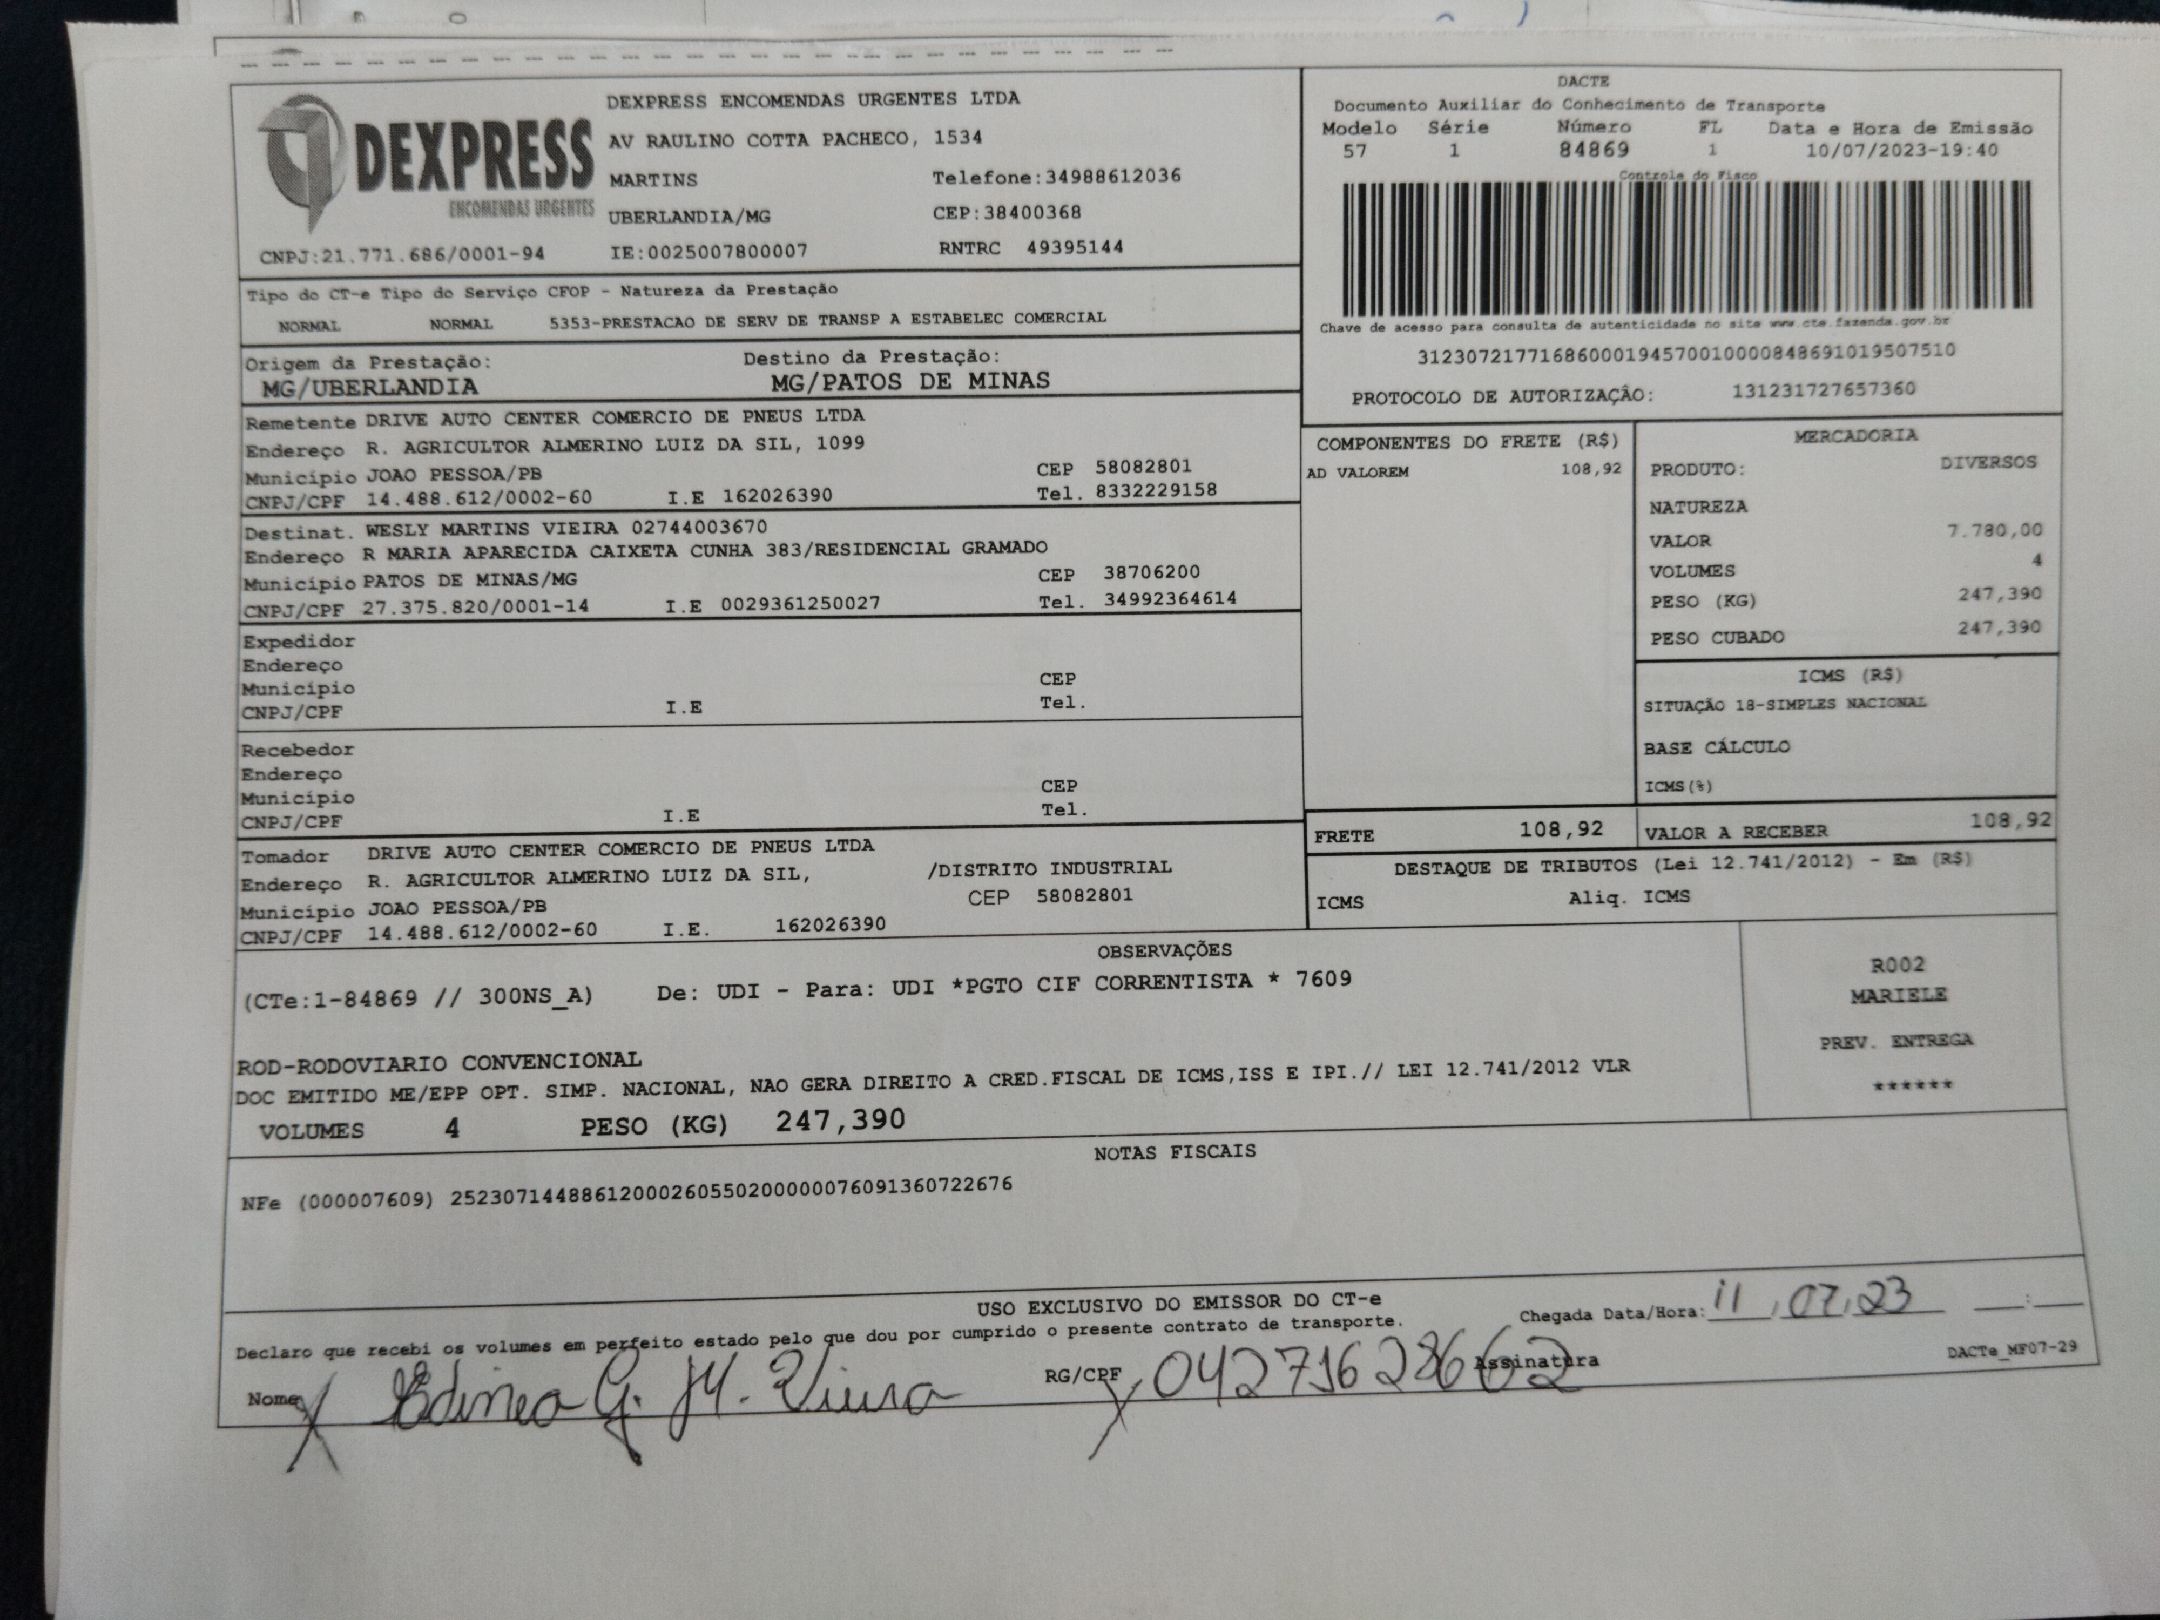 DEXPRESS
ENCOMENDAS URGENTES
DEXPRESS ENCOMENDAS URGENTES LTDA
AV RAULINO COTTA PACHECO, 1534
MARTINS Telefone:34988612036
UBERLANDIA/MG CEP:38400368
CNPJ:21.771.686/0001-94 IE:0025007800007 RNTRC 49395144
DACTE
Documento Auxiliar do Conhecimento de Transporte
Modelo Série Número FL Data e Hora de Emissão
57 1 84869 1 10/07/2023-19:40
Controle do Fisco
Chave de acesso para consulta de autenticidade no site www.cte.fazenda.gov.br
31230721771686000194570010000848691019507510
PROTOCOLO DE AUTORIZAÇÃO: 131231727657360
Tipo do CT-e Tipo do Serviço CFOP - Natureza da Prestação
NORMAL NORMAL 5353-PRESTACAO DE SERV DE TRANSP A ESTABELEC COMERCIAL
Origem da Prestação: Destino da Prestação:
MG/UBERLANDIA MG/PATOS DE MINAS
Remetente DRIVE AUTO CENTER COMERCIO DE PNEUS LTDA
Endereço R. AGRICULTOR ALMERINO LUIZ DA SIL, 1099
Município JOAO PESSOA/PB CEP 58082801
CNPJ/CPF 14.488.612/0002-60 I.E 162026390 Tel. 8332229158
Destinat. WESLY MARTINS VIEIRA 02744003670
Endereço R MARIA APARECIDA CAIXETA CUNHA 383/RESIDENCIAL GRAMADO
Município PATOS DE MINAS/MG CEP 38706200
CNPJ/CPF 27.375.820/0001-14 I.E 0029361250027 Tel. 34992364614
Expedidor
Endereço
Município CEP
CNPJ/CPF I.E Tel.
Recebedor
Endereço
Município CEP
CNPJ/CPF I.E Tel.
Tomador DRIVE AUTO CENTER COMERCIO DE PNEUS LTDA
Endereço R. AGRICULTOR ALMERINO LUIZ DA SIL, /DISTRITO INDUSTRIAL
Município JOAO PESSOA/PB CEP 58082801
CNPJ/CPF 14.488.612/0002-60 I.E. 162026390
COMPONENTES DO FRETE (R$)
AD VALOREM 108,92
MERCADORIA
PRODUTO: DIVERSOS
NATUREZA
VALOR 7.780,00
VOLUMES 4
PESO (KG) 247,390
PESO CUBADO 247,390
ICMS (R$)
SITUAÇÃO 18-SIMPLES NACIONAL
BASE CÁLCULO
ICMS(%)
FRETE 108,92 VALOR A RECEBER 108,92
DESTAQUE DE TRIBUTOS (Lei 12.741/2012) - Em (R$)
ICMS Aliq. ICMS
OBSERVAÇÕES
(CTe:1-84869 // 300NS_A) De: UDI - Para: UDI *PGTO CIF CORRENTISTA * 7609
ROD-RODOVIARIO CONVENCIONAL
DOC EMITIDO ME/EPP OPT. SIMP. NACIONAL, NAO GERA DIREITO A CRED.FISCAL DE ICMS,ISS E IPI.// LEI 12.741/2012 VLR
VOLUMES 4 PESO (KG) 247,390
R002
MARIELE
PREV. ENTREGA
******
NOTAS FISCAIS
NFe (000007609) 25230714488612000260550200000076091360722676
USO EXCLUSIVO DO EMISSOR DO CT-e
Declaro que recebi os volumes em perfeito estado pelo que dou por cumprido o presente contrato de transporte.
Chegada Data/Hora: 11, 07, 23 :
Nome X Edinea G. M. Vieira RG/CPF X 04271628662 Assinatura
DACTe_MF07-29